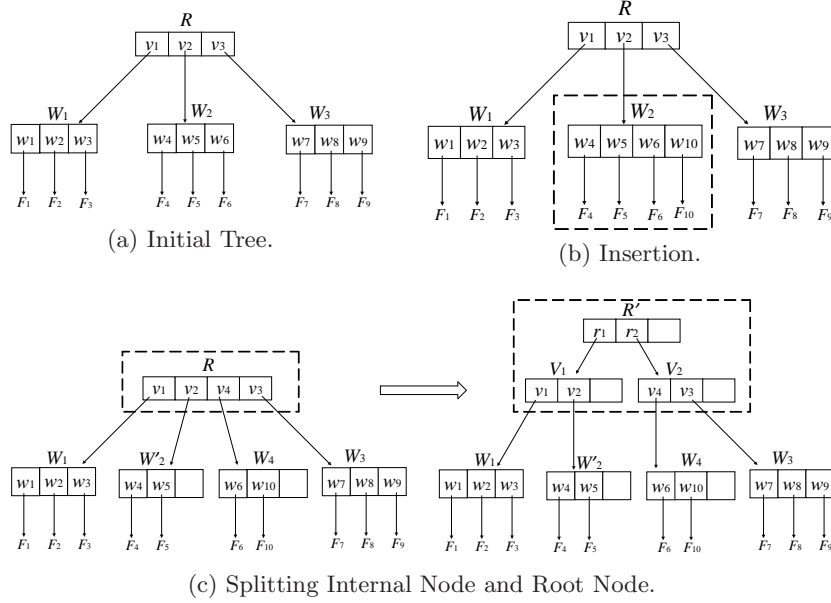 R
v1 v2 v3
W1 W2 W3
w1 w2 w3 w4 w5 w6 w7 w8 w9
F1 F2 F3 F4 F5 F6 F7 F8 F9
(a) Initial Tree.
R
v1 v2 v3
W1 W2 W3
w1 w2 w3 w4 w5 w6 w10 w7 w8 w9
F1 F2 F3 F4 F5 F6 F10 F7 F8 F9
(b) Insertion.
R
v1 v2 v4 v3
W1 W'2 W4 W3
w1 w2 w3 w4 w5 w6 w10 w7 w8 w9
F1 F2 F3 F4 F5 F6 F10 F7 F8 F9
R'
r1 r2
V1 V2
v1 v2 v4 v3
W1 W'2 W4 W3
w1 w2 w3 w4 w5 w6 w10 w7 w8 w9
F1 F2 F3 F4 F5 F6 F10 F7 F8 F9
(c) Splitting Internal Node and Root Node.